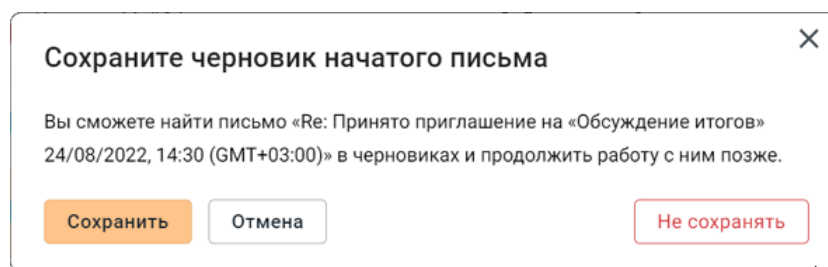 Сохраните черновик начатого письма
Вы сможете найти письмо «Re: Принято приглашение на «Обсуждение итогов»
24/08/2022, 14:30 (GMT+03:00)» в черновиках и продолжить работу с ним позже.
Сохранить Отмена Не сохранять